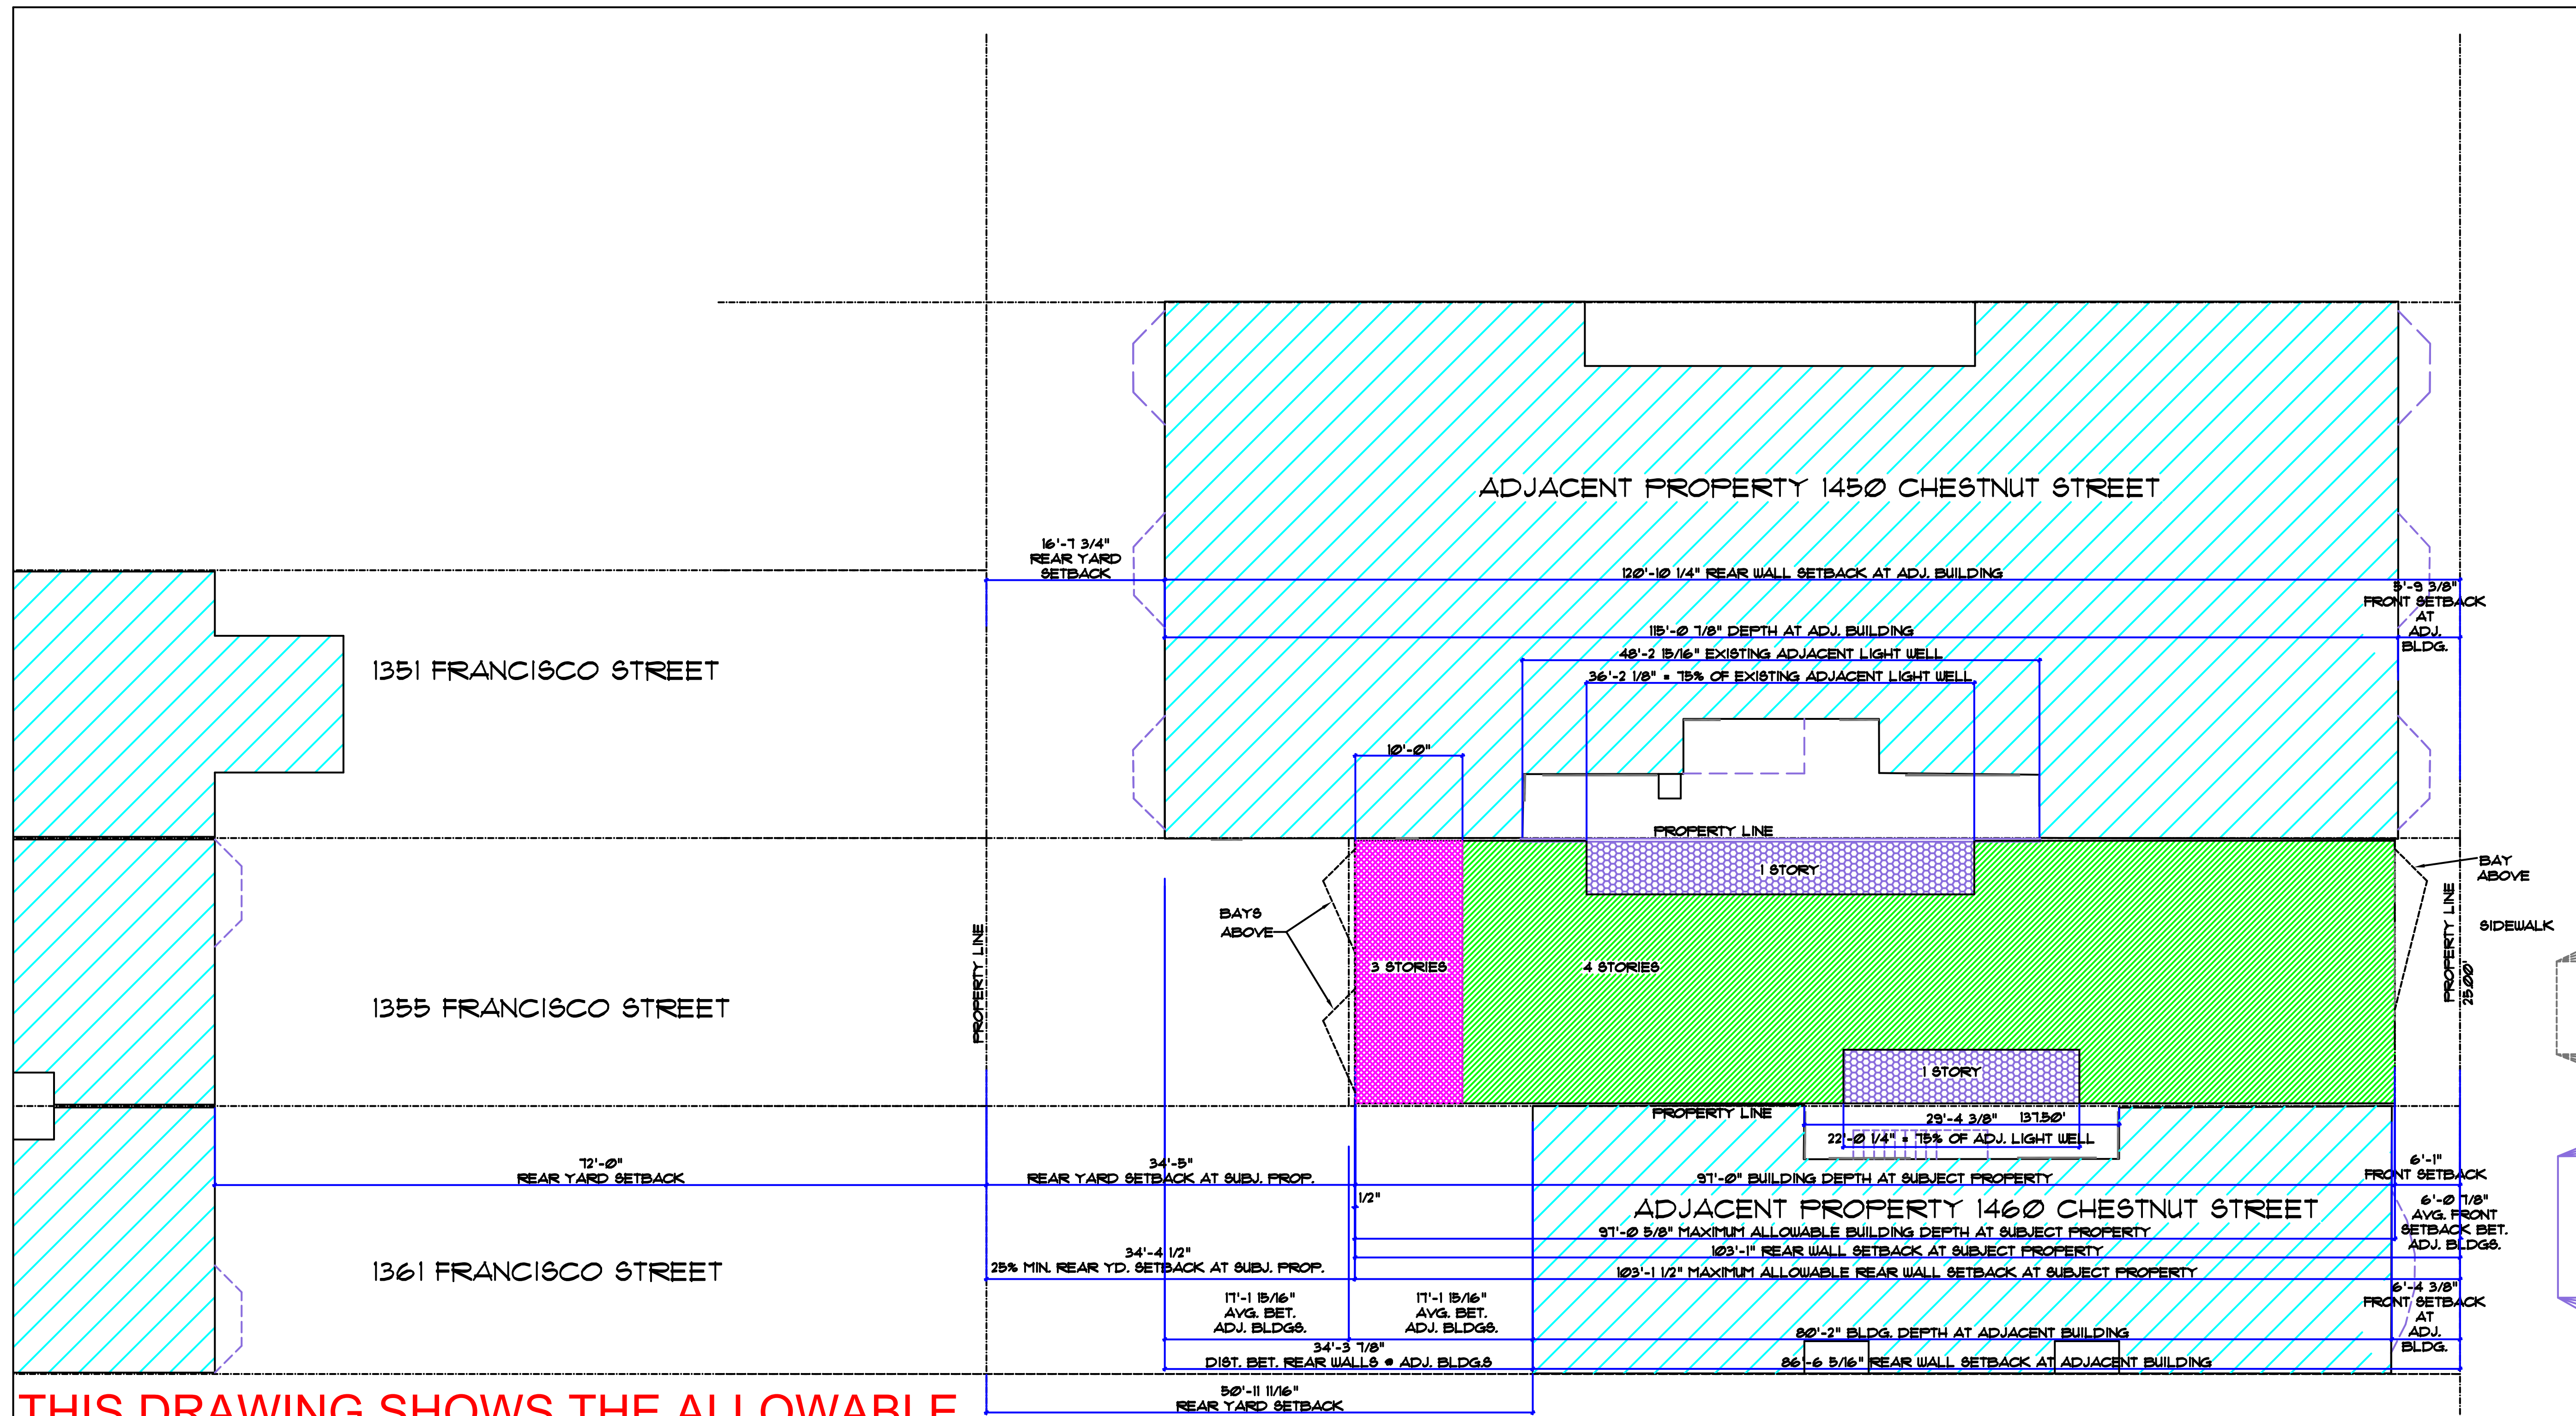 ADJACENT PROPERTY 1450 CHESTNUT STREET
16'-7 3/4"
REAR YARD
SETBACK
120'-10 1/4" REAR WALL SETBACK AT ADJ. BUILDING
5'-9 3/8"
FRONT SETBACK
AT
ADJ.
BLDG.
115'-0 7/8" DEPTH AT ADJ. BUILDING
48'-2 15/16" EXISTING ADJACENT LIGHT WELL
36'-2 1/8" = 75% OF EXISTING ADJACENT LIGHT WELL
1351 FRANCISCO STREET
10'-0"
PROPERTY LINE
1 STORY
BAY
ABOVE
BAYS
ABOVE
PROPERTY LINE
PROPERTY LINE
25.00'
SIDEWALK
3 STORIES
4 STORIES
1355 FRANCISCO STREET
1 STORY
PROPERTY LINE
29'-4 3/8"
137.50'
22'-0 1/4" = 75% OF ADJ. LIGHT WELL
72'-0"
REAR YARD SETBACK
34'-5"
REAR YARD SETBACK AT SUBJ. PROP.
97'-0" BUILDING DEPTH AT SUBJECT PROPERTY
6'-1"
FRONT SETBACK
1/2"
ADJACENT PROPERTY 1460 CHESTNUT STREET
6'-0 7/8"
AVG. FRONT
SETBACK BET.
ADJ. BLDGS.
97'-0 5/8" MAXIMUM ALLOWABLE BUILDING DEPTH AT SUBJECT PROPERTY
34'-4 1/2"
25% MIN. REAR YD. SETBACK AT SUBJ. PROP.
103'-1" REAR WALL SETBACK AT SUBJECT PROPERTY
1361 FRANCISCO STREET
103'-1 1/2" MAXIMUM ALLOWABLE REAR WALL SETBACK AT SUBJECT PROPERTY
17'-1 15/16"
AVG. BET.
ADJ. BLDGS.
17'-1 15/16"
AVG. BET.
ADJ. BLDGS.
6'-4 3/8"
FRONT SETBACK
AT
ADJ.
BLDG.
80'-2" BLDG. DEPTH AT ADJACENT BUILDING
34'-3 7/8"
DIST. BET. REAR WALLS @ ADJ. BLDG.S
86'-6 5/16" REAR WALL SETBACK AT ADJACENT BUILDING
50'-11 11/16"
REAR YARD SETBACK
THIS DRAWING SHOWS THE ALLOWABLE